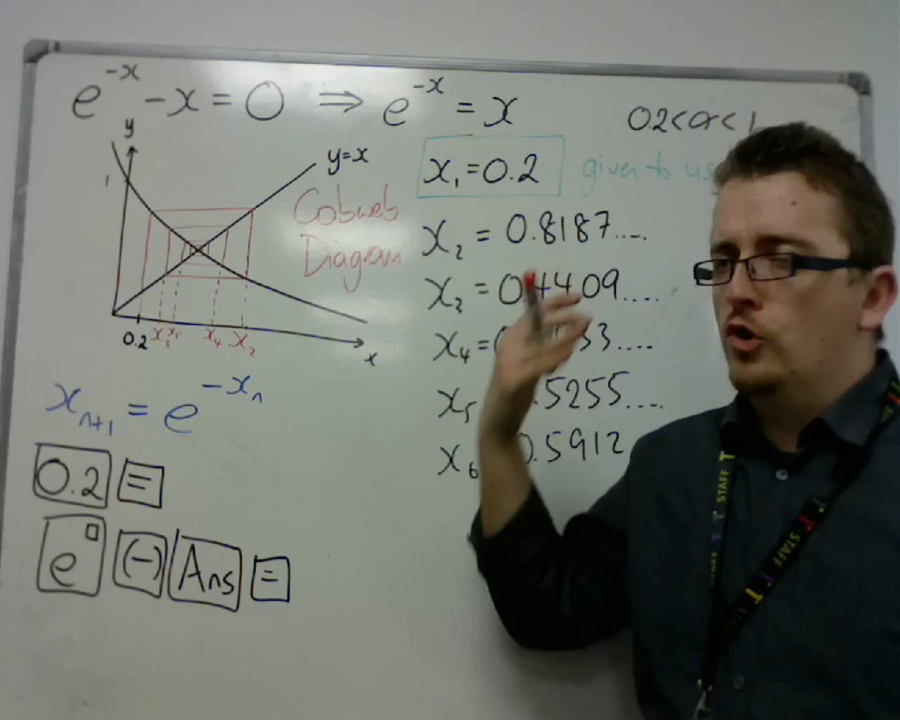 e^{-x} - x = 0 ⇒ e^{-x} = x
0.2 < α < 1
y
1
y=x
x
Cobweb
Diagram
0.2 x₃ x₅ x₄ x₂
x₁ = 0.2 given to us
x₂ = 0.8187....
x₃ = 0.4409....
x₄ = 33....
x₅ .5255....
x₆ 0.5912
x_{n+1} = e^{-x_n}
0.2 =
e^□ (-) Ans =
STAFF T
STAFF T